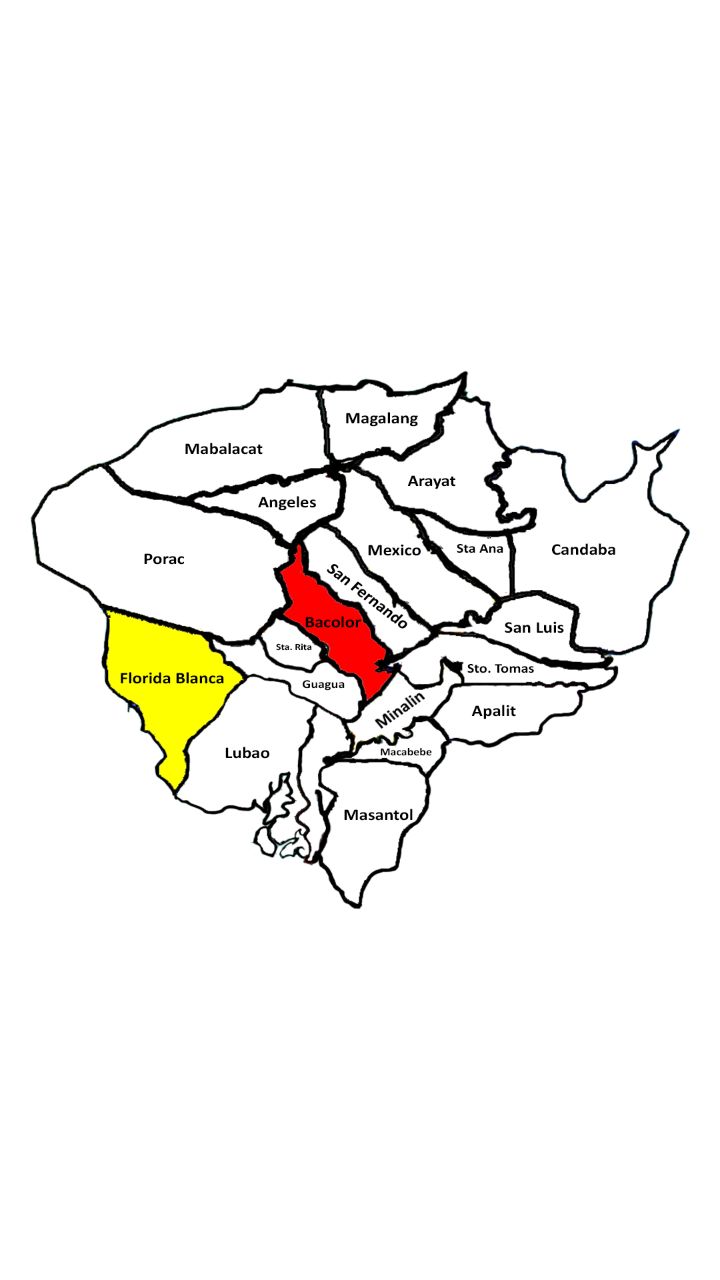 Magalang
Mabalacat
Arayat
Angeles
Mexico
Sta Ana
Candaba
Porac
San Fernando
Bacolor
San Luis
Sta. Rita
Sto. Tomas
Florida Blanca
Guagua
Minalin
Apalit
Lubao
Macabebe
Masantol